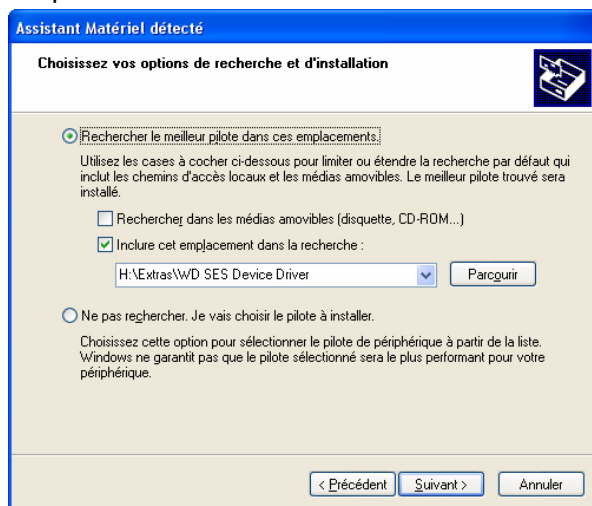 Assistant Matériel détecté
Choisissez vos options de recherche et d'installation
Rechercher le meilleur pilote dans ces emplacements.
Utilisez les cases à cocher ci-dessous pour limiter ou étendre la recherche par défaut qui
inclut les chemins d'accès locaux et les médias amovibles. Le meilleur pilote trouvé sera
installé.
Rechercher dans les médias amovibles (disquette, CD-ROM...)
Inclure cet emplacement dans la recherche :
H:\Extras\WD SES Device Driver
Parcourir
Ne pas rechercher. Je vais choisir le pilote à installer.
Choisissez cette option pour sélectionner le pilote de périphérique à partir de la liste.
Windows ne garantit pas que le pilote sélectionné sera le plus performant pour votre
périphérique.
< Précédent Suivant > Annuler